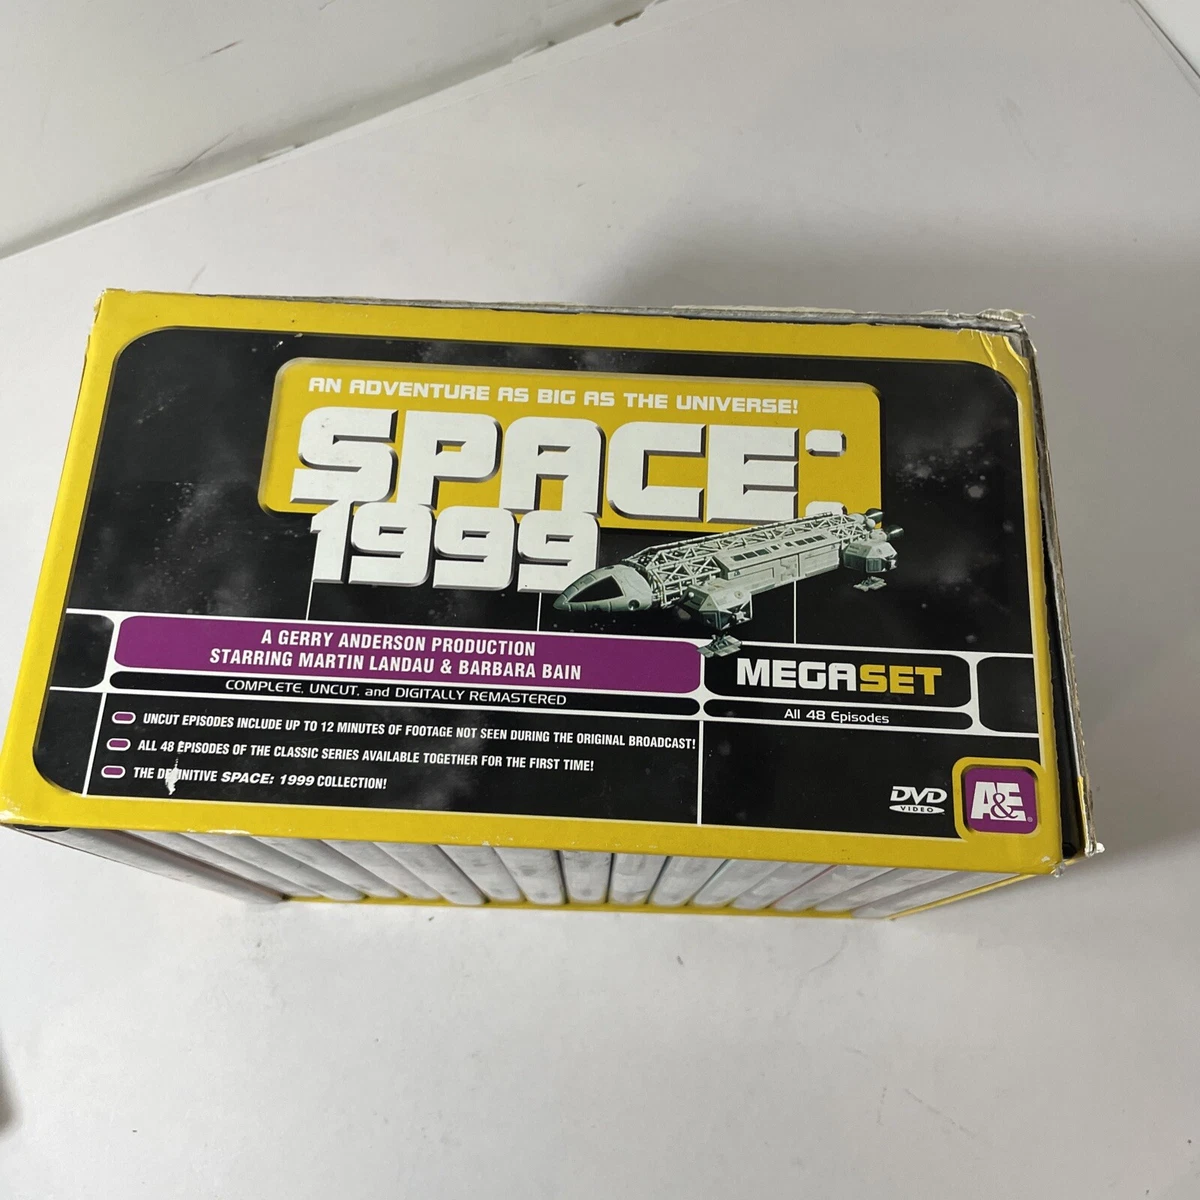 AN ADVENTURE AS BIG AS THE UNIVERSE!
SPACE:
1999
A GERRY ANDERSON PRODUCTION
STARRING MARTIN LANDAU & BARBARA BAIN
COMPLETE, UNCUT, and DIGITALLY REMASTERED
MEGASET
All 48 Episodes
UNCUT EPISODES INCLUDE UP TO 12 MINUTES OF FOOTAGE NOT SEEN DURING THE ORIGINAL BROADCAST!
ALL 48 EPISODES OF THE CLASSIC SERIES AVAILABLE TOGETHER FOR THE FIRST TIME!
THE DEFINITIVE SPACE: 1999 COLLECTION!
DVD
VIDEO
A&E®